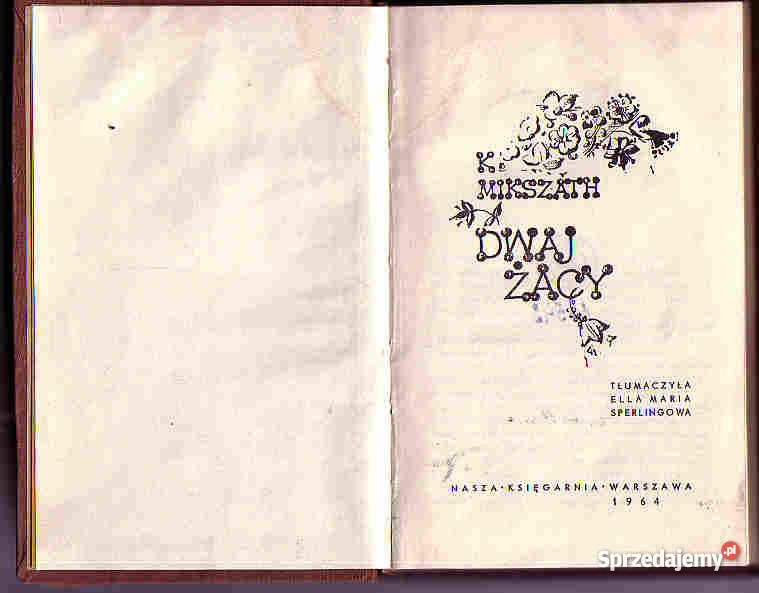 K
MIKSZÁTH
DWAJ
ŻACY
TŁUMACZYŁA
ELLA MARIA
SPERLINGOWA
NASZA•KSIĘGARNIA•WARSZAWA
1964
Sprzedajemy.pl